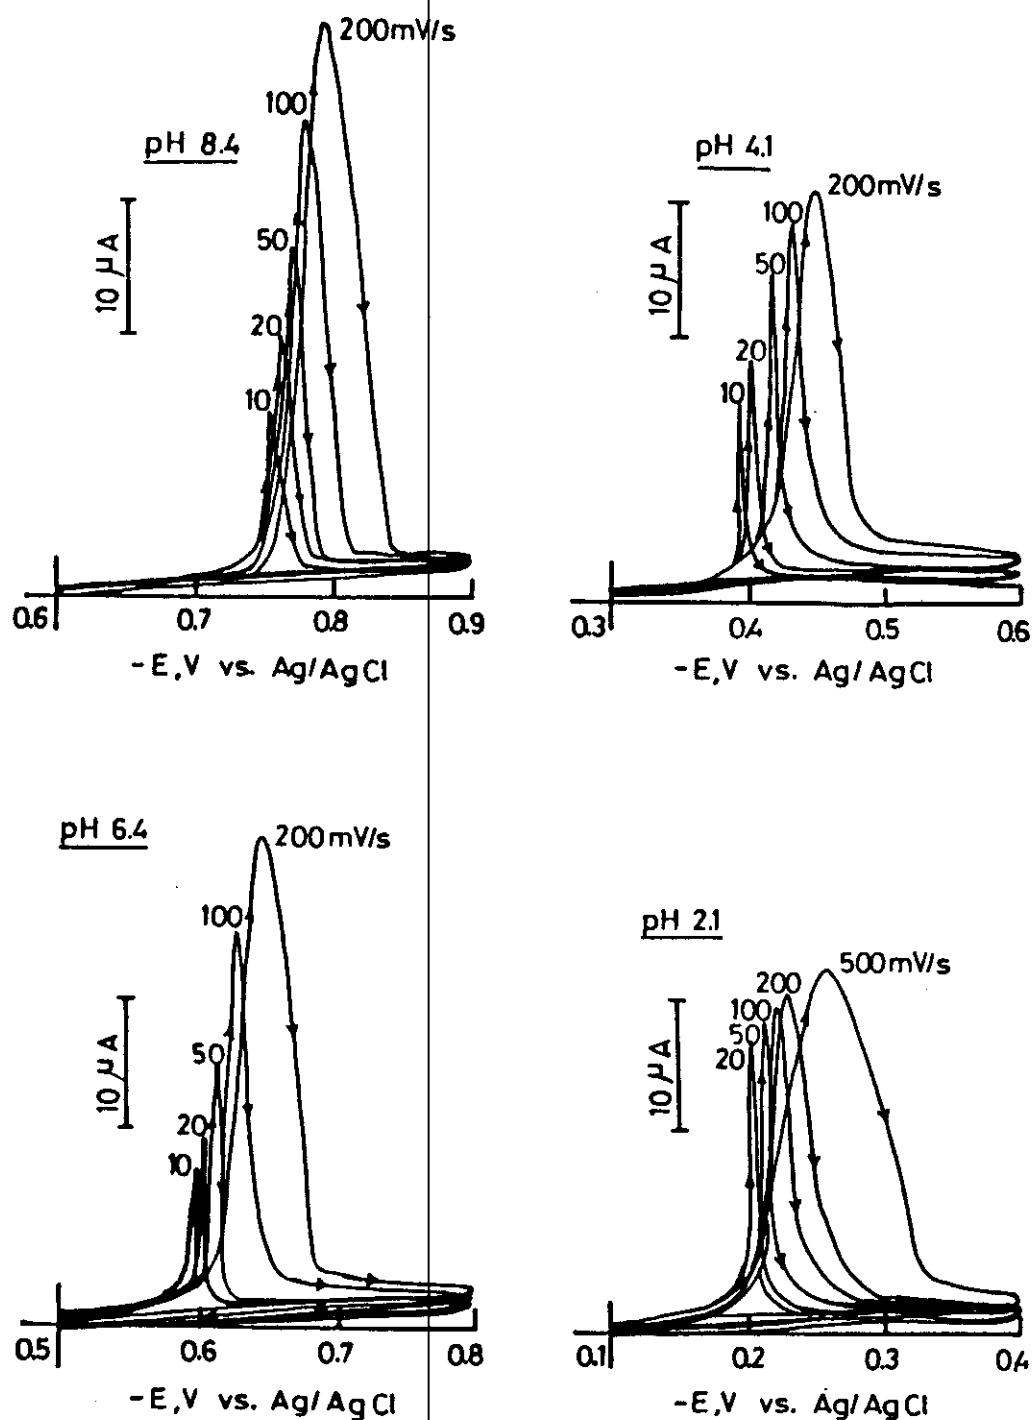 pH 8.4
200mV/s
100
50
20
10
10 µA
0.6 0.7 0.8 0.9
-E,V vs. Ag/AgCl
pH 4.1
200mV/s
100
50
20
10
10 µA
0.3 0.4 0.5 0.6
-E,V vs. Ag/AgCl
pH 6.4
200mV/s
100
50
20
10
10 µA
0.5 0.6 0.7 0.8
-E,V vs. Ag/AgCl
pH 2.1
500mV/s
200
100
50
20
10 µA
0.1 0.2 0.3 0.4
-E,V vs. Ag/AgCl